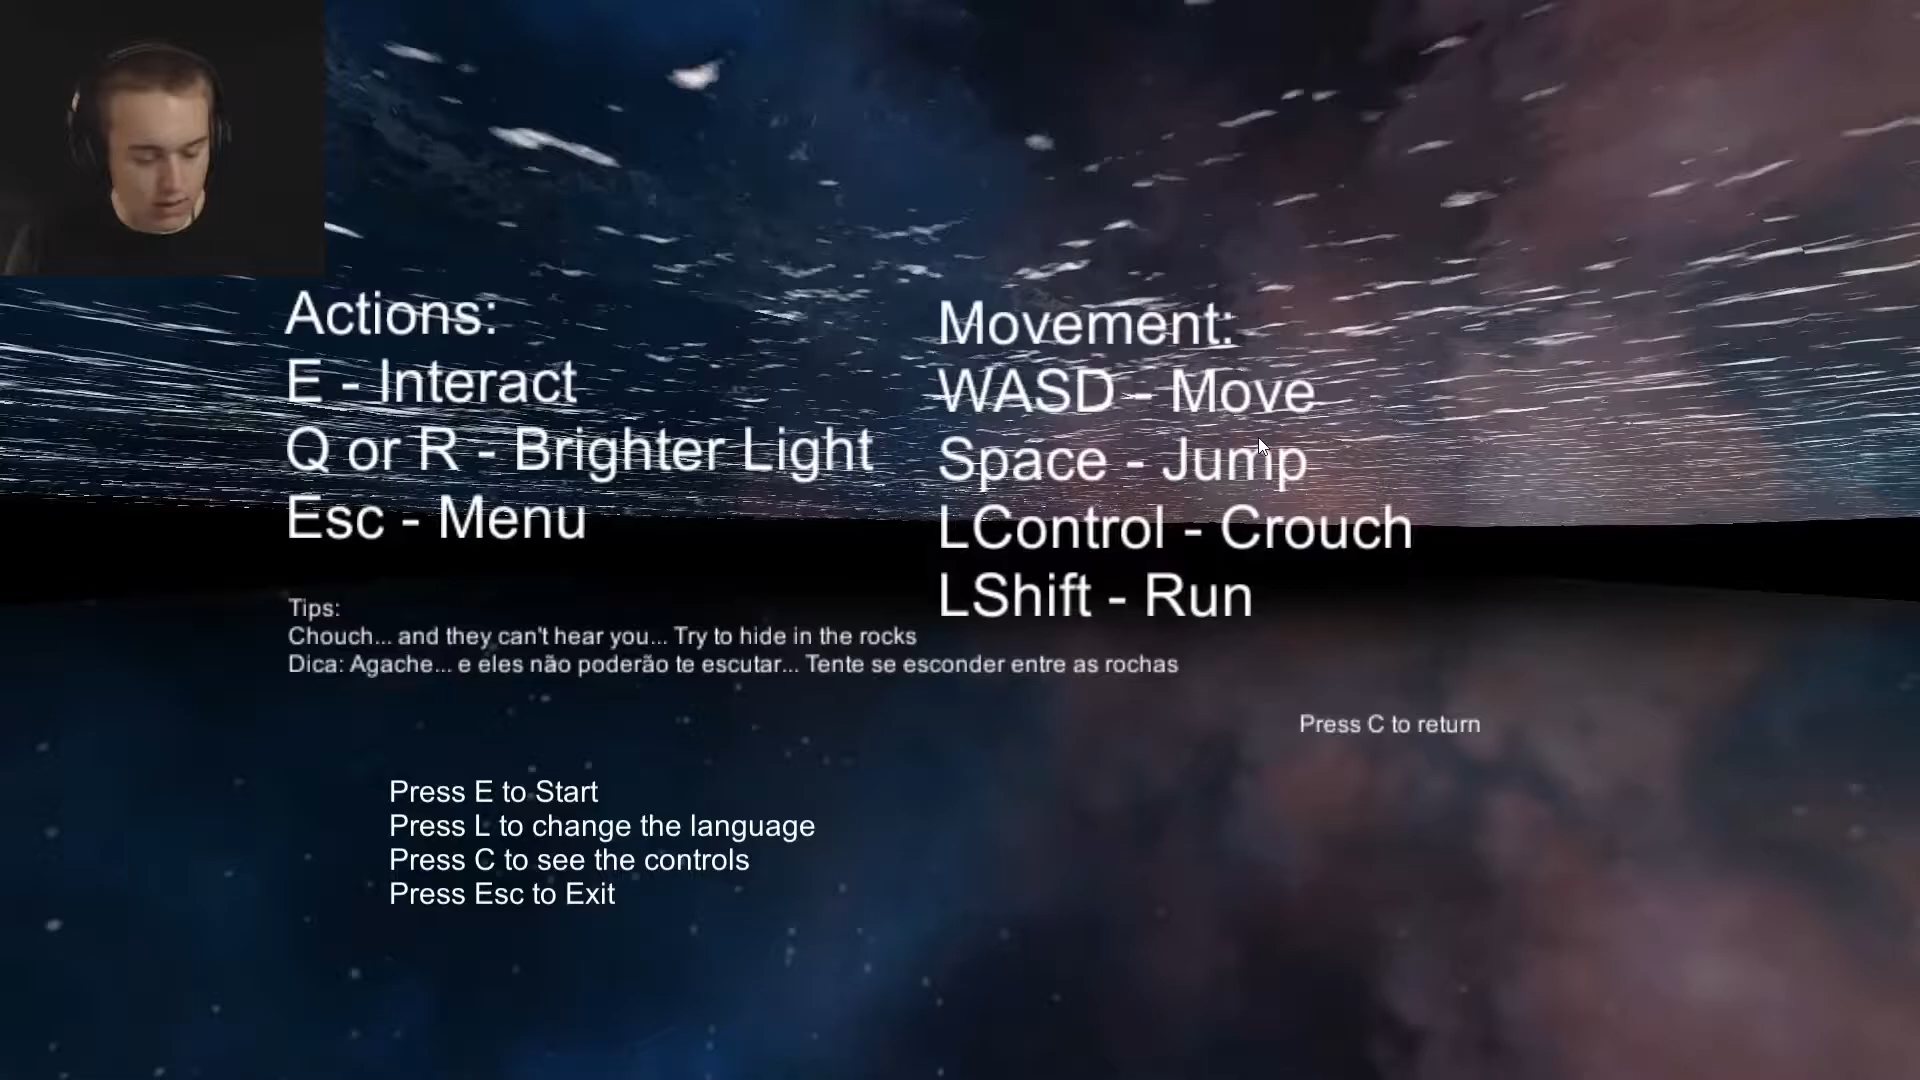 Actions:
E - Interact
Q or R - Brighter Light
Esc - Menu
Movement:
WASD - Move
Space - Jump
LControl - Crouch
LShift - Run
Tips:
Chouch... and they can't hear you... Try to hide in the rocks
Dica: Agache... e eles não poderão te escutar... Tente se esconder entre as rochas
Press C to return
Press E to Start
Press L to change the language
Press C to see the controls
Press Esc to Exit